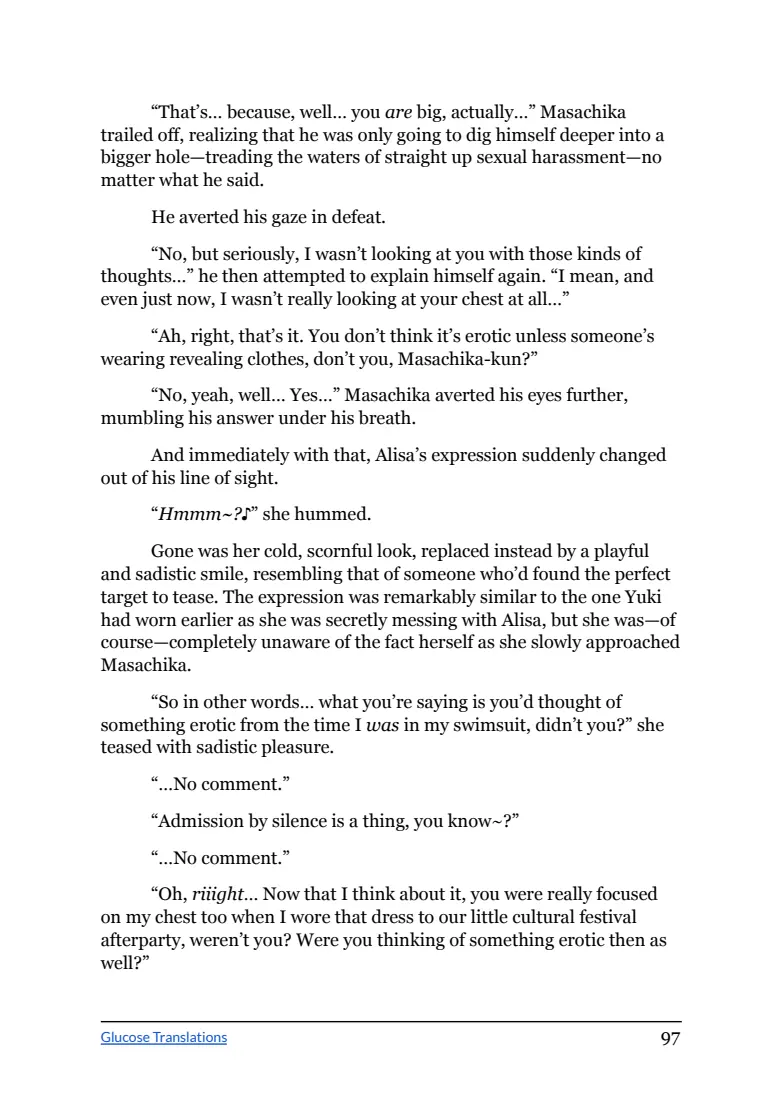 “That’s... because, well... you are big, actually...” Masachika
trailed off, realizing that he was only going to dig himself deeper into a
bigger hole—treading the waters of straight up sexual harassment—no
matter what he said.
He averted his gaze in defeat.
“No, but seriously, I wasn’t looking at you with those kinds of
thoughts...” he then attempted to explain himself again. “I mean, and
even just now, I wasn’t really looking at your chest at all...”
“Ah, right, that’s it. You don’t think it’s erotic unless someone’s
wearing revealing clothes, don’t you, Masachika-kun?”
“No, yeah, well... Yes...” Masachika averted his eyes further,
mumbling his answer under his breath.
And immediately with that, Alisa’s expression suddenly changed
out of his line of sight.
“Hmmm~?♪” she hummed.
Gone was her cold, scornful look, replaced instead by a playful
and sadistic smile, resembling that of someone who’d found the perfect
target to tease. The expression was remarkably similar to the one Yuki
had worn earlier as she was secretly messing with Alisa, but she was—of
course—completely unaware of the fact herself as she slowly approached
Masachika.
“So in other words... what you’re saying is you’d thought of
something erotic from the time I was in my swimsuit, didn’t you?” she
teased with sadistic pleasure.
“...No comment.”
“Admission by silence is a thing, you know~?”
“...No comment.”
“Oh, riiight... Now that I think about it, you were really focused
on my chest too when I wore that dress to our little cultural festival
afterparty, weren’t you? Were you thinking of something erotic then as
well?”
Glucose Translations 97